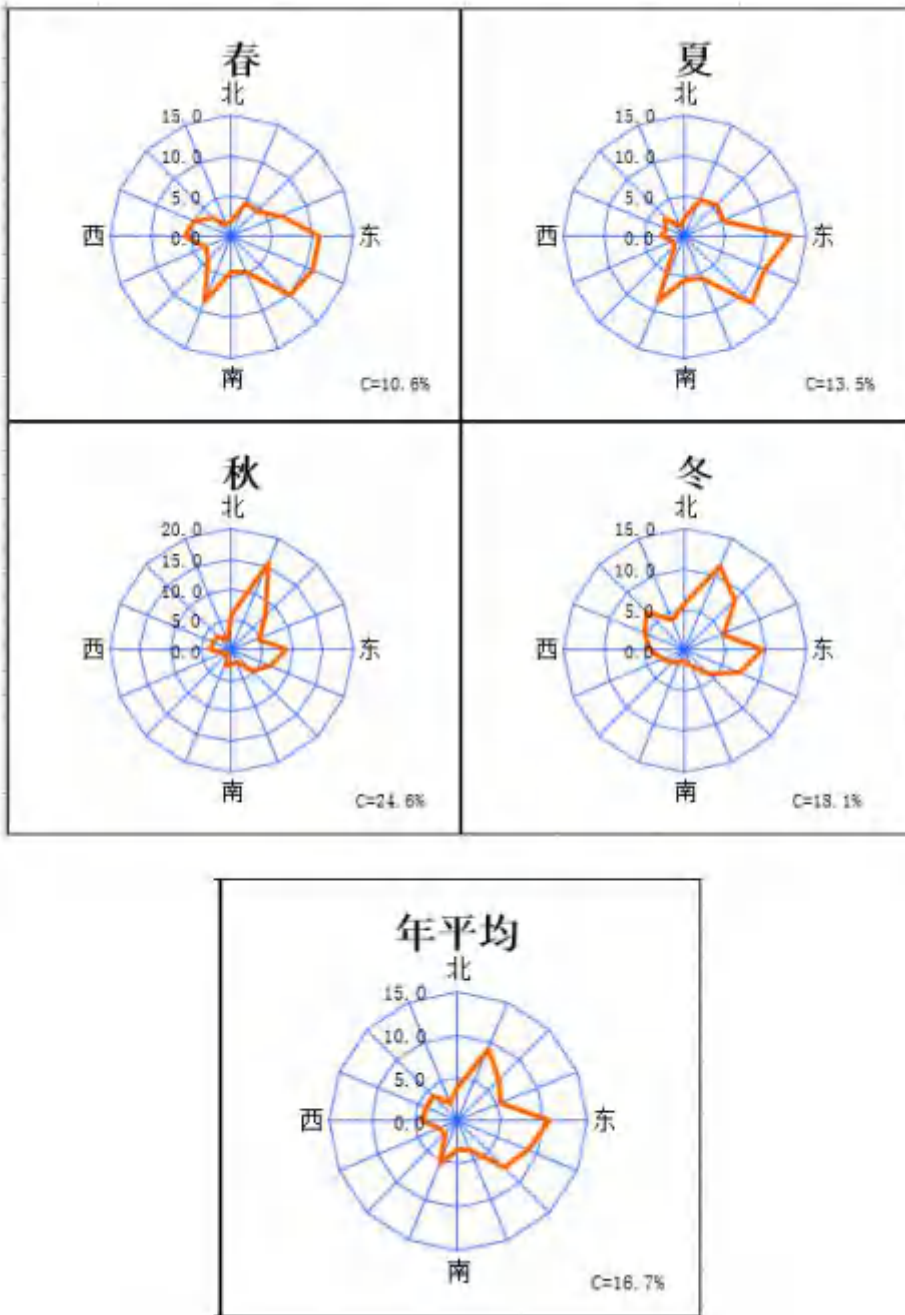 春
北
15.0
10.0
5.0
西 0.0 东
南
C=10.6%
夏
北
15.0
10.0
5.0
西 0.0 东
南
C=13.5%
秋
北
20.0
15.0
10.0
5.0
西 0.0 东
南
C=24.6%
冬
北
15.0
10.0
5.0
西 0.0 东
南
C=18.1%
年平均
北
15.0
10.0
5.0
西 0.0 东
南
C=16.7%